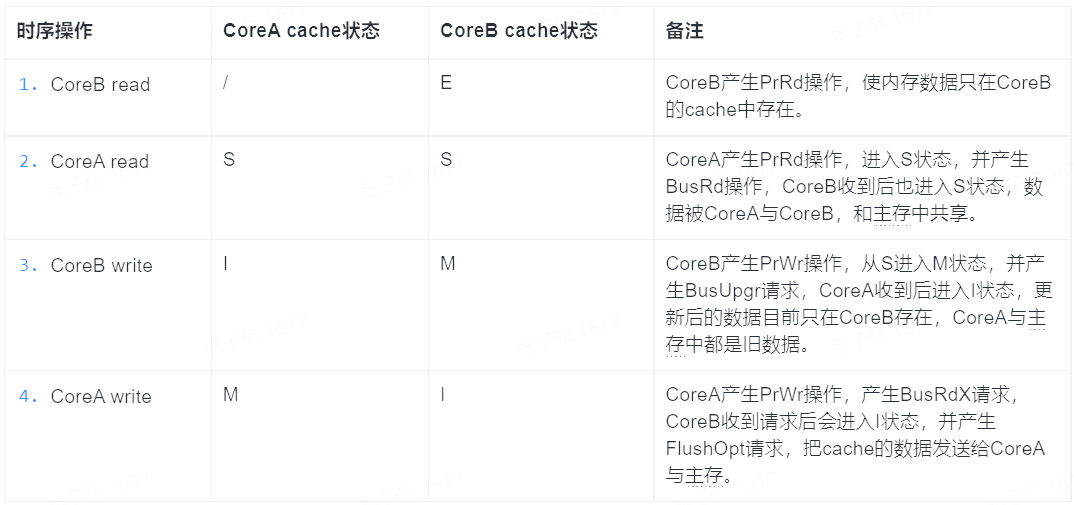 时序操作 CoreA cache状态 CoreB cache状态 备注
1. CoreB read / E CoreB产生PrRd操作，使内存数据只在CoreB
的cache中存在。
2. CoreA read S S CoreA产生PrRd操作，进入S状态，并产生
BusRd操作，CoreB收到后也进入S状态，数
据被CoreA与CoreB，和主存中共享。
3. CoreB write I M CoreB产生PrWr操作，从S进入M状态，并产
生BusUpgr请求，CoreA收到后进入I状态，更
新后的数据目前只在CoreB存在，CoreA与主
存中都是旧数据。
4. CoreA write M I CoreA产生PrWr操作，产生BusRdX请求，
CoreB收到请求后会进入I状态，并产生
FlushOpt请求，把cache的数据发送给CoreA
与主存。